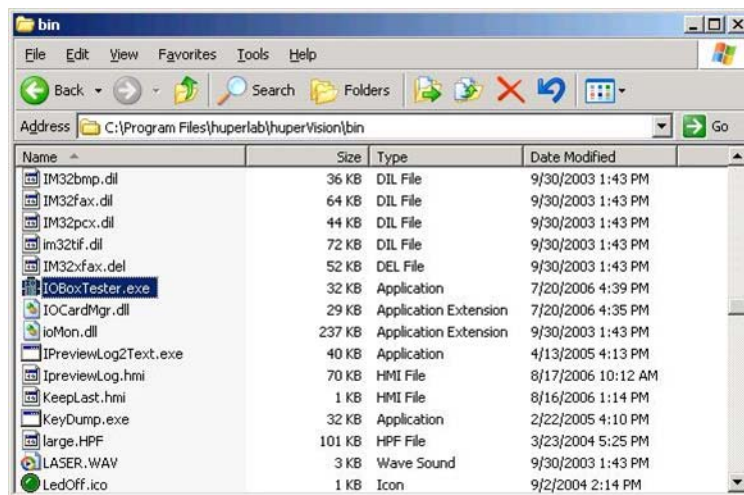 bin
File Edit View Favorites Tools Help
Back Search Folders
Address C:\Program Files\huperlab\huperVision\bin Go
Name Size Type Date Modified
IM32bmp.dil 36 KB DIL File 9/30/2003 1:43 PM
IM32fax.dil 64 KB DIL File 9/30/2003 1:43 PM
IM32pcx.dil 44 KB DIL File 9/30/2003 1:43 PM
im32tif.dil 72 KB DIL File 9/30/2003 1:43 PM
IM32xfax.del 52 KB DEL File 9/30/2003 1:43 PM
IOBoxTester.exe 32 KB Application 7/20/2006 4:39 PM
IOCardMgr.dll 29 KB Application Extension 7/20/2006 4:35 PM
ioMon.dll 237 KB Application Extension 9/30/2003 1:43 PM
IPreviewLog2Text.exe 40 KB Application 4/13/2005 4:13 PM
IpreviewLog.hmi 70 KB HMI File 8/17/2006 10:12 AM
KeepLast.hmi 1 KB HMI File 8/16/2006 1:14 PM
KeyDump.exe 32 KB Application 2/22/2005 4:10 PM
large.HPF 101 KB HPF File 3/23/2004 5:25 PM
LASER.WAV 3 KB Wave Sound 9/30/2003 1:43 PM
LedOff.ico 1 KB Icon 9/2/2004 2:14 PM